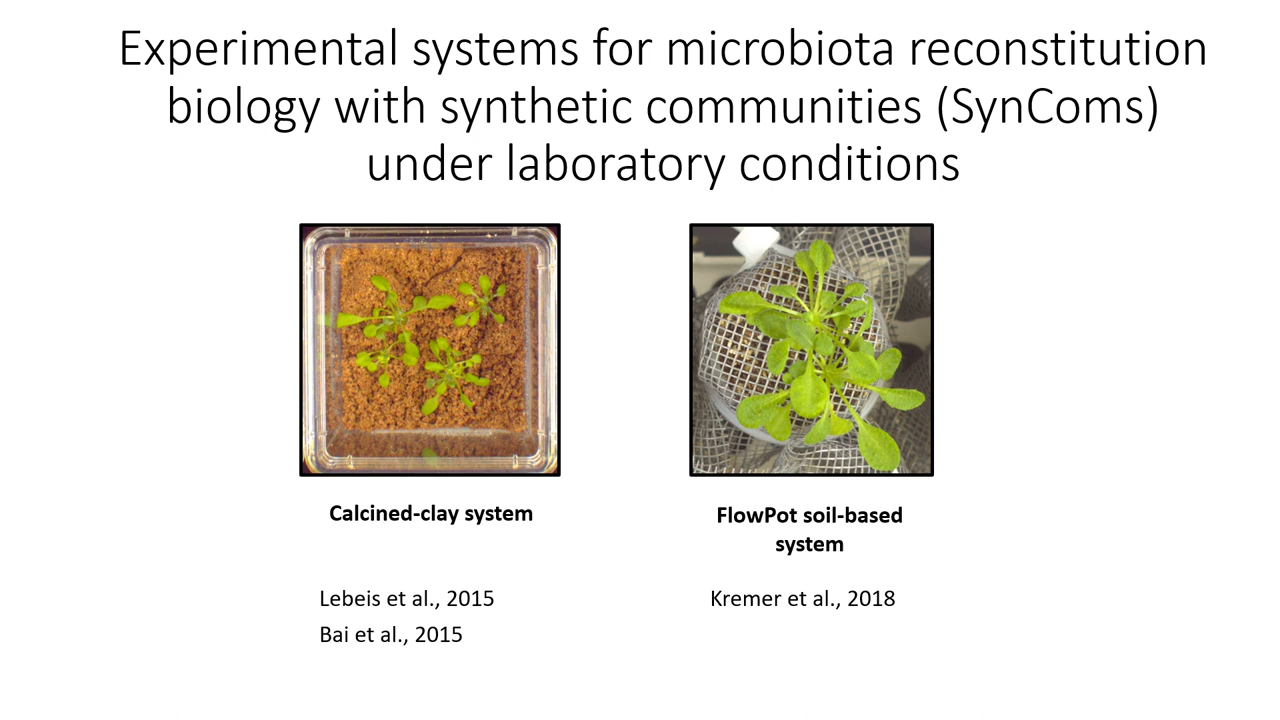 Experimental systems for microbiota reconstitution
biology with synthetic communities (SynComs)
under laboratory conditions
Calcined-clay system
FlowPot soil-based
system
Lebeis et al., 2015
Bai et al., 2015
Kremer et al., 2018